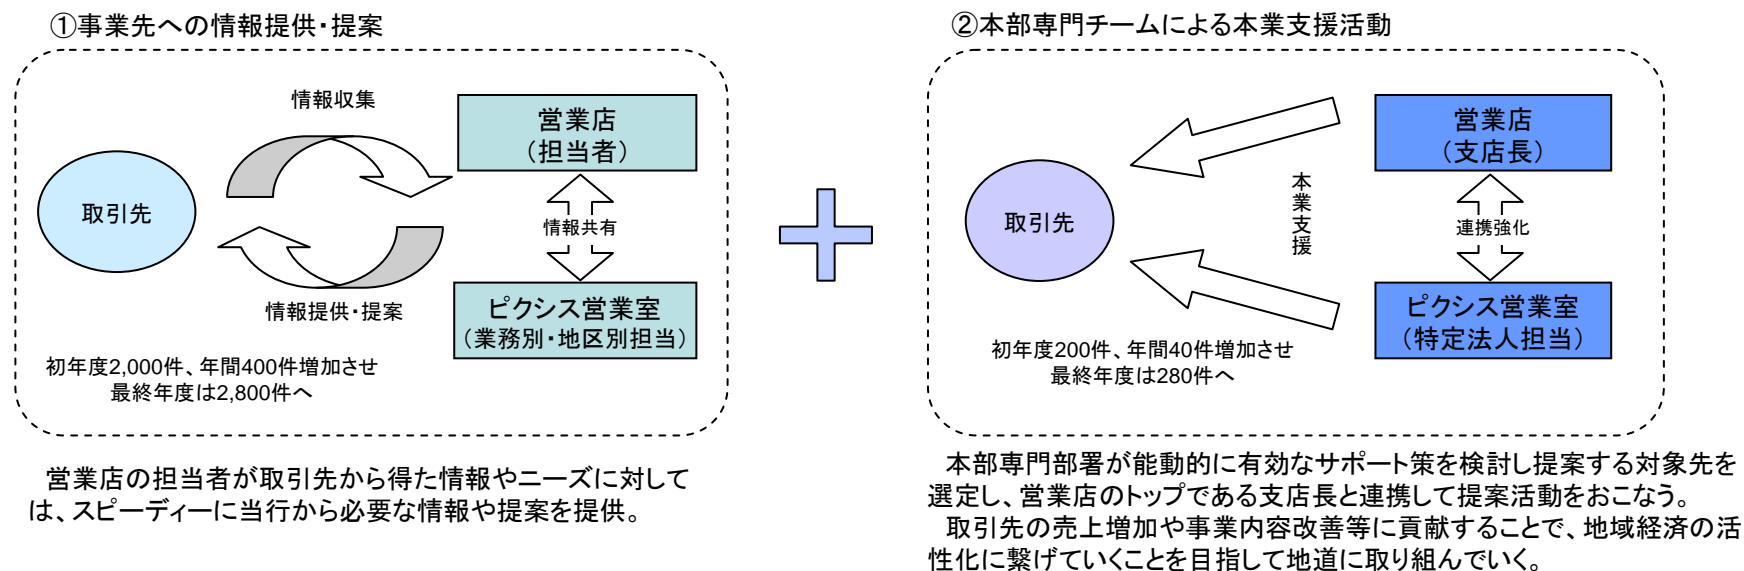 ①事業先への情報提供・提案
情報収集
営業店
（担当者）
取引先
情報共有
情報提供・提案
ピクシス営業室
（業務別・地区別担当）
初年度2,000件、年間400件増加させ
最終年度は2,800件へ
営業店の担当者が取引先から得た情報やニーズに対して
は、スピーディーに当行から必要な情報や提案を提供。
②本部専門チームによる本業支援活動
営業店
（支店長）
取引先
本業支援
連携強化
ピクシス営業室
（特定法人担当）
初年度200件、年間40件増加させ
最終年度は280件へ
本部専門部署が能動的に有効なサポート策を検討し提案する対象先を
選定し、営業店のトップである支店長と連携して提案活動をおこなう。
取引先の売上増加や事業内容改善等に貢献することで、地域経済の活
性化に繋げていくことを目指して地道に取り組んでいく。